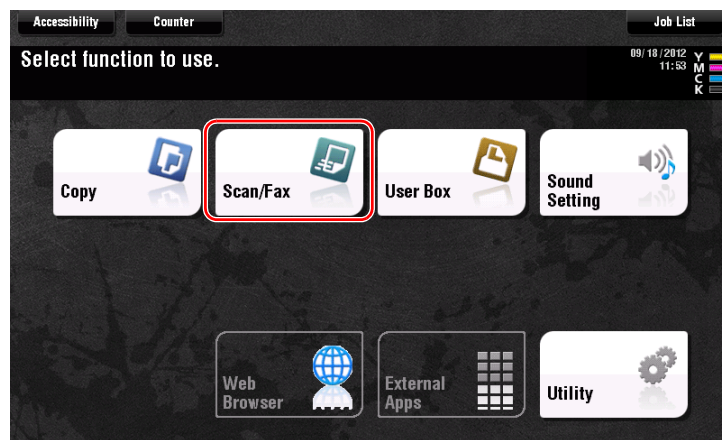 Accessibility Counter Job List
Select function to use.
09/18/2012
11:53
Y
M
C
K
Copy
Scan/Fax
User Box
Sound
Setting
Web
Browser
External
Apps
Utility